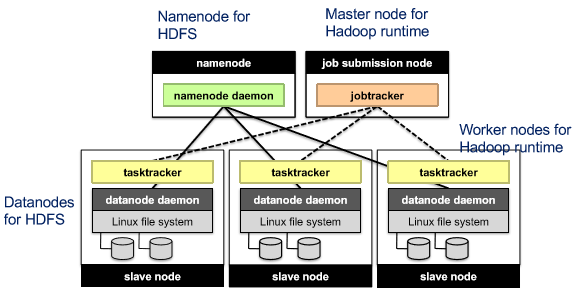 Namenode for
HDFS
Master node for
Hadoop runtime
namenode
job submission node
namenode daemon
jobtracker
Worker nodes for
Hadoop runtime
tasktracker
tasktracker
tasktracker
Datanodes
for HDFS
datanode daemon
datanode daemon
datanode daemon
Linux file system
Linux file system
Linux file system
slave node
slave node
slave node